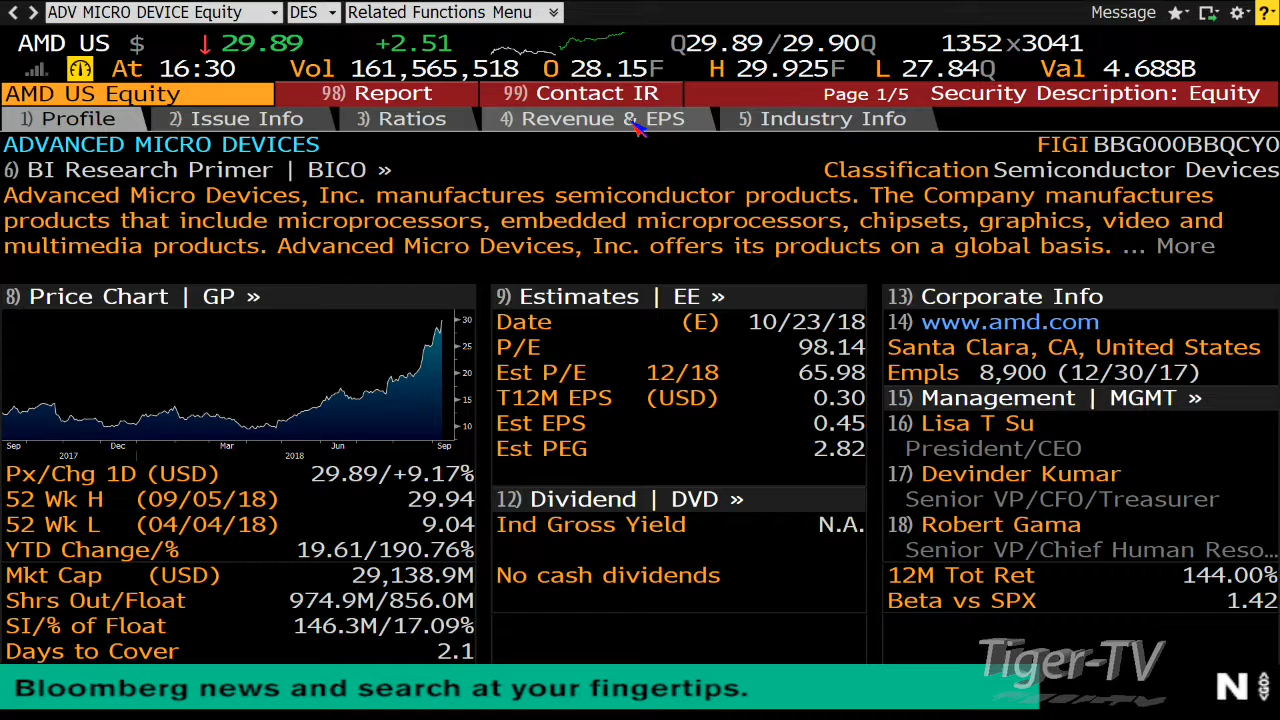 ADV MICRO DEVICE Equity DES Related Functions Menu Message
AMD US $ ↓ 29.89 +2.51 Q29.89/29.90Q 1352x3041
At 16:30 Vol 161,565,518 O 28.15F H 29.925F L 27.84Q Val 4.688B
AMD US Equity 98) Report 99) Contact IR Page 1/5 Security Description: Equity
1) Profile 2) Issue Info 3) Ratios 4) Revenue & EPS 5) Industry Info
ADVANCED MICRO DEVICES FIGI BBG000BBQCY0
6) BI Research Primer | BICO » Classification Semiconductor Devices
Advanced Micro Devices, Inc. manufactures semiconductor products. The Company manufactures
products that include microprocessors, embedded microprocessors, chipsets, graphics, video and
multimedia products. Advanced Micro Devices, Inc. offers its products on a global basis. ... More
8) Price Chart | GP »
30
25
20
15
10
Sep Dec Mar Jun Sep
2017 2018
Px/Chg 1D (USD) 29.89/+9.17%
52 Wk H (09/05/18) 29.94
52 Wk L (04/04/18) 9.04
YTD Change/% 19.61/190.76%
Mkt Cap (USD) 29,138.9M
Shrs Out/Float 974.9M/856.0M
SI/% of Float 146.3M/17.09%
Days to Cover 2.1
9) Estimates | EE »
Date (E) 10/23/18
P/E 98.14
Est P/E 12/18 65.98
T12M EPS (USD) 0.30
Est EPS 0.45
Est PEG 2.82
12) Dividend | DVD »
Ind Gross Yield N.A.
No cash dividends
13) Corporate Info
14) www.amd.com
Santa Clara, CA, United States
Empls 8,900 (12/30/17)
15) Management | MGMT »
16) Lisa T Su
President/CEO
17) Devinder Kumar
Senior VP/CFO/Treasurer
18) Robert Gama
Senior VP/Chief Human Reso...
12M Tot Ret 144.00%
Beta vs SPX 1.42
Tiger-TV
Bloomberg news and search at your fingertips.
N